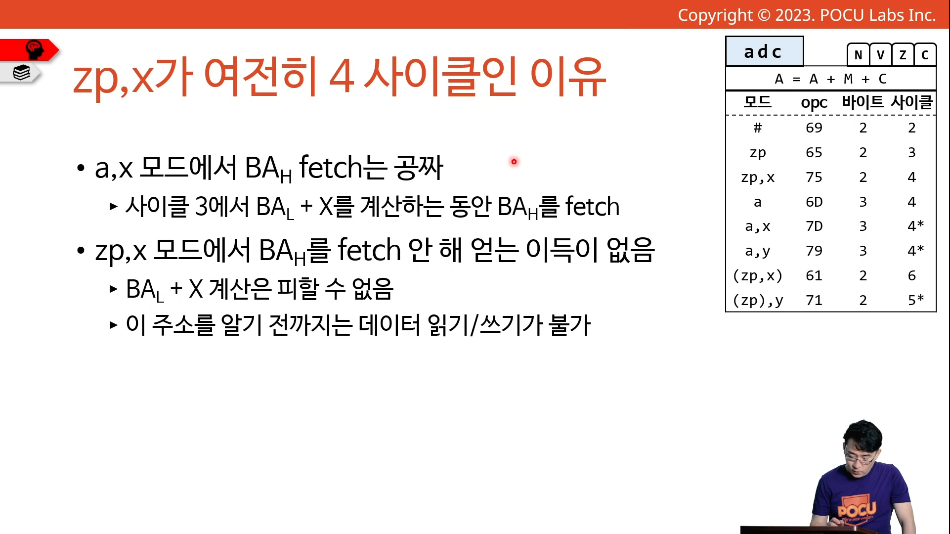 Copyright © 2023. POCU Labs Inc.
zp,x가 여전히 4 사이클인 이유
• a,x 모드에서 BAH fetch는 공짜
▸ 사이클 3에서 BAL + X를 계산하는 동안 BAH를 fetch
• zp,x 모드에서 BAH를 fetch 안 해 얻는 이득이 없음
▸ BAL + X 계산은 피할 수 없음
▸ 이 주소를 알기 전까지는 데이터 읽기/쓰기가 불가
adc N V Z C
A = A + M + C
모드 opc 바이트 사이클
# 69 2 2
zp 65 2 3
zp,x 75 2 4
a 6D 3 4
a,x 7D 3 4*
a,y 79 3 4*
(zp,x) 61 2 6
(zp),y 71 2 5*
POCU